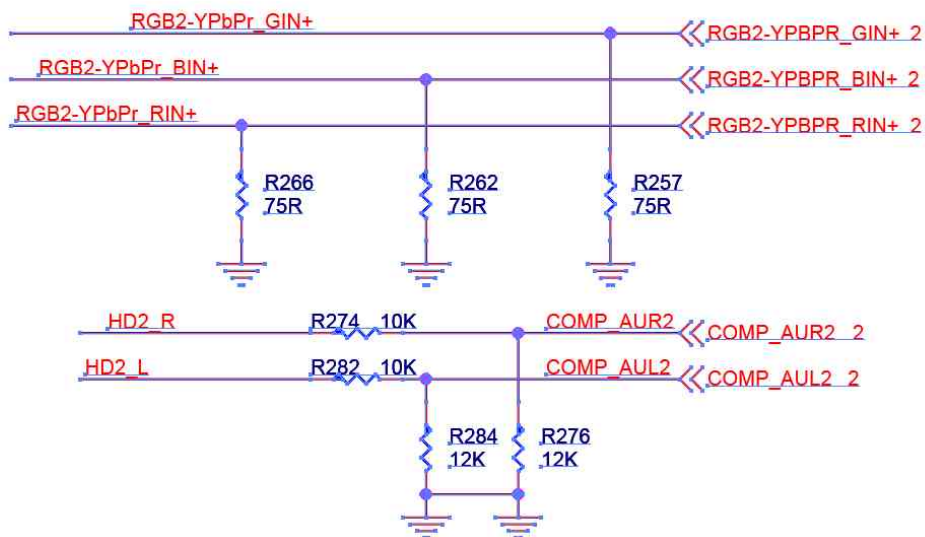 RGB2-YPbPr_GIN+ RGB2-YPBPR_GIN+ 2
RGB2-YPbPr_BIN+ RGB2-YPBPR_BIN+ 2
RGB2-YPbPr_RIN+ RGB2-YPBPR_RIN+ 2
R266 R262 R257
75R 75R 75R
HD2_R R274 10K COMP_AUR2 COMP_AUR2 2
HD2_L R282 10K COMP_AUL2 COMP_AUL2 2
R284 R276
12K 12K